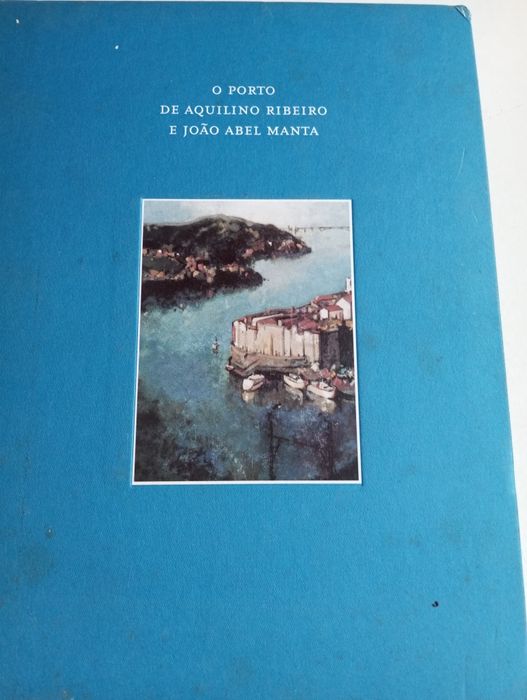 O PORTO
DE AQUILINO RIBEIRO
E JOÃO ABEL MANTA